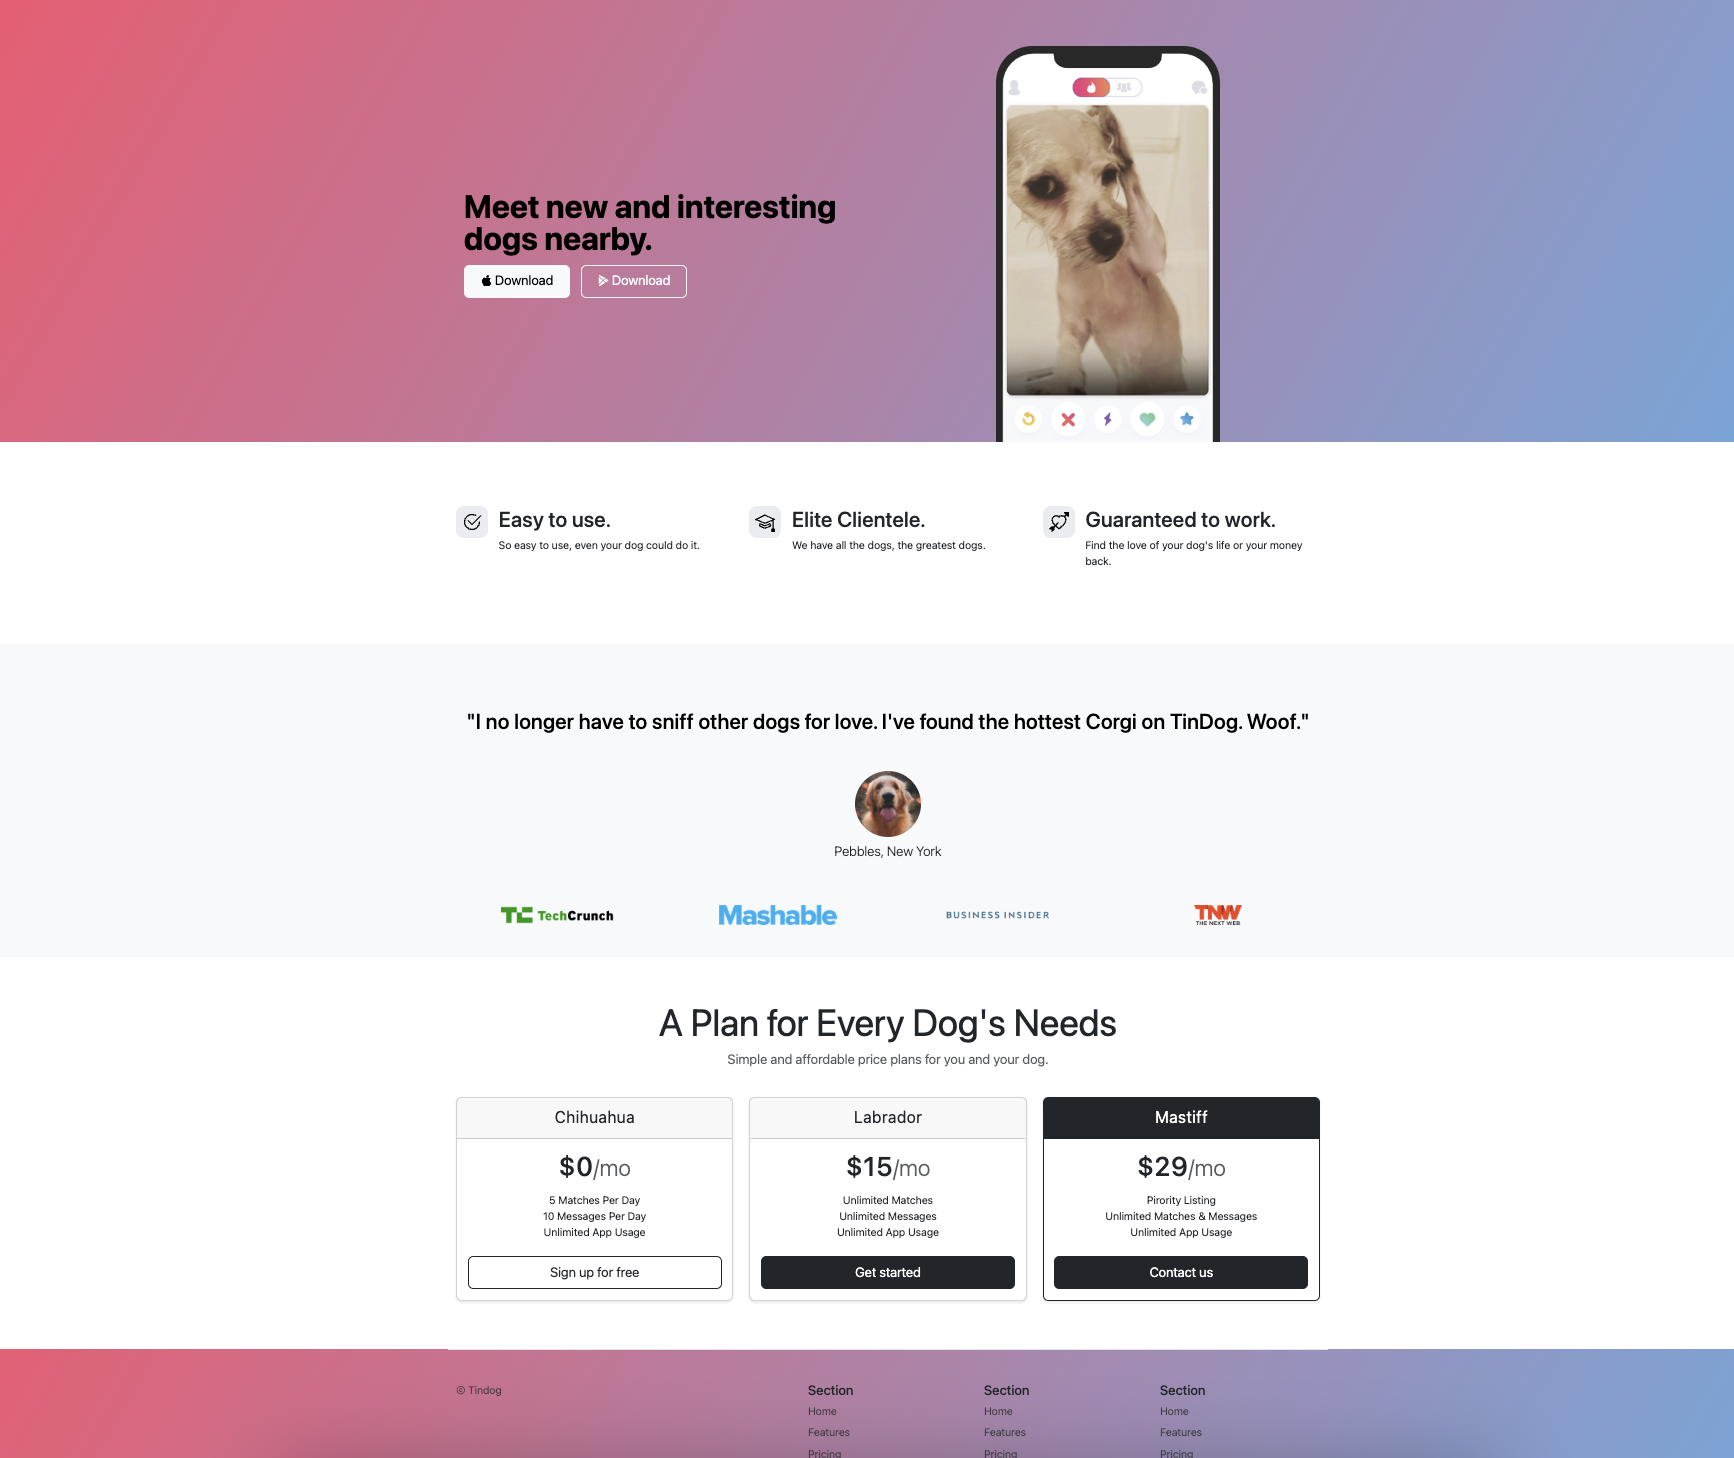 Meet new and interesting
dogs nearby.
Download
Download
Easy to use.
So easy to use, even your dog could do it.
Elite Clientele.
We have all the dogs, the greatest dogs.
Guaranteed to work.
Find the love of your dog's life or your money
back.
"I no longer have to sniff other dogs for love. I've found the hottest Corgi on TinDog. Woof."
Pebbles, New York
TC TechCrunch
Mashable
BUSINESS INSIDER
TNW
THE NEXT WEB
A Plan for Every Dog's Needs
Simple and affordable price plans for you and your dog.
Chihuahua
$0/mo
5 Matches Per Day
10 Messages Per Day
Unlimited App Usage
Sign up for free
Labrador
$15/mo
Unlimited Matches
Unlimited Messages
Unlimited App Usage
Get started
Mastiff
$29/mo
Pirority Listing
Unlimited Matches & Messages
Unlimited App Usage
Contact us
© Tindog
Section
Home
Features
Pricing
Section
Home
Features
Pricing
Section
Home
Features
Pricing